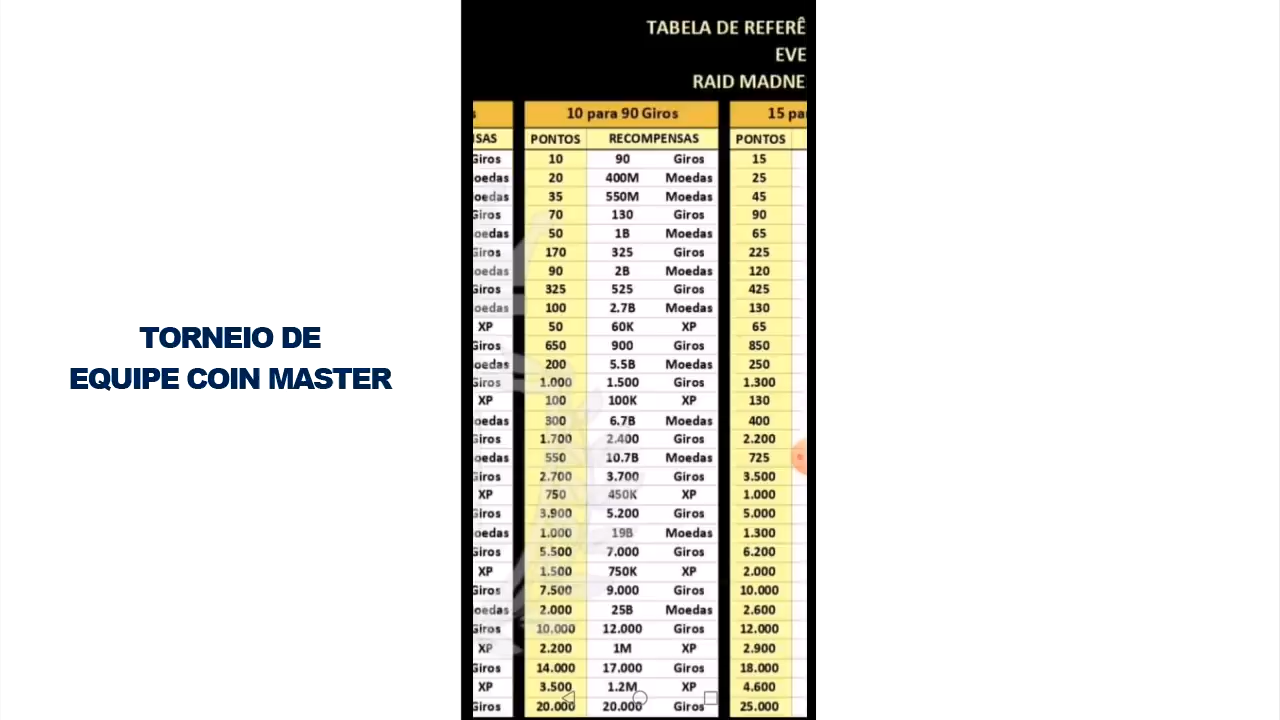 TORNEIO DE
EQUIPE COIN MASTER
TABELA DE REFERÊ
EVE
RAID MADNE
10 para 90 Giros 15 pa
SAS PONTOS RECOMPENSAS PONTOS
Giros 10 90 Giros 15
oedas 20 400M Moedas 25
oedas 35 550M Moedas 45
Giros 70 130 Giros 90
oedas 50 1B Moedas 65
Giros 170 325 Giros 225
oedas 90 2B Moedas 120
Giros 325 525 Giros 425
oedas 100 2.7B Moedas 130
XP 50 60K XP 65
Giros 650 900 Giros 850
oedas 200 5.5B Moedas 250
Giros 1.000 1.500 Giros 1.300
XP 100 100K XP 130
oedas 300 6.7B Moedas 400
Giros 1.700 2.400 Giros 2.200
oedas 550 10.7B Moedas 725
Giros 2.700 3.700 Giros 3.500
XP 750 450K XP 1.000
Giros 3.900 5.200 Giros 5.000
oedas 1.000 19B Moedas 1.300
Giros 5.500 7.000 Giros 6.200
XP 1.500 750K XP 2.000
Giros 7.500 9.000 Giros 10.000
oedas 2.000 25B Moedas 2.600
Giros 10.000 12.000 Giros 12.000
XP 2.200 1M XP 2.900
Giros 14.000 17.000 Giros 18.000
XP 3.500 1.2M XP 4.600
Giros 20.000 20.000 Giros 25.000